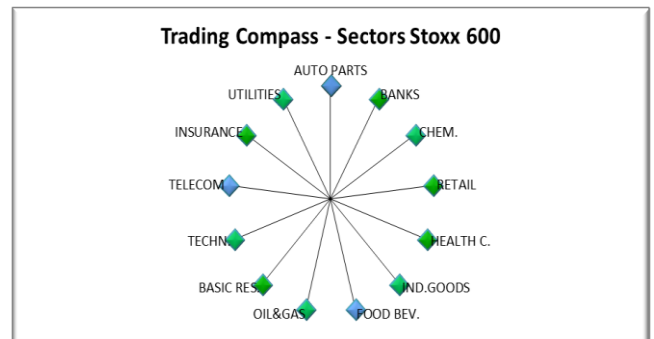 Trading Compass - Sectors Stoxx 600
AUTO PARTS
UTILITIES
BANKS
INSURANCE
CHEM.
TELECOM.
RETAIL
TECHN.
HEALTH C.
BASIC RES.
IND.GOODS
OIL&GAS
FOOD BEV.